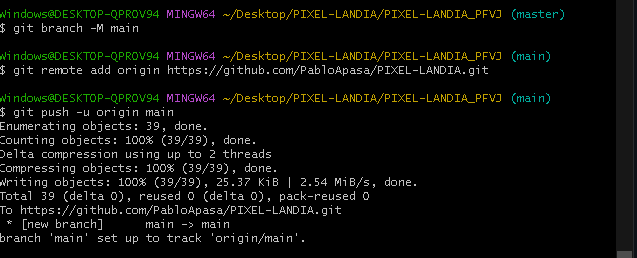 Windows@DESKTOP-QPROV94 MINGW64 ~/Desktop/PIXEL-LANDIA/PIXEL-LANDIA_PFVJ (master)
$ git branch -M main
Windows@DESKTOP-QPROV94 MINGW64 ~/Desktop/PIXEL-LANDIA/PIXEL-LANDIA_PFVJ (main)
$ git remote add origin https://github.com/PabloApasa/PIXEL-LANDIA.git
Windows@DESKTOP-QPROV94 MINGW64 ~/Desktop/PIXEL-LANDIA/PIXEL-LANDIA_PFVJ (main)
$ git push -u origin main
Enumerating objects: 39, done.
Counting objects: 100% (39/39), done.
Delta compression using up to 2 threads
Compressing objects: 100% (39/39), done.
Writing objects: 100% (39/39), 25.37 KiB | 2.54 MiB/s, done.
Total 39 (delta 0), reused 0 (delta 0), pack-reused 0
To https://github.com/PabloApasa/PIXEL-LANDIA.git
 * [new branch]      main -> main
branch 'main' set up to track 'origin/main'.